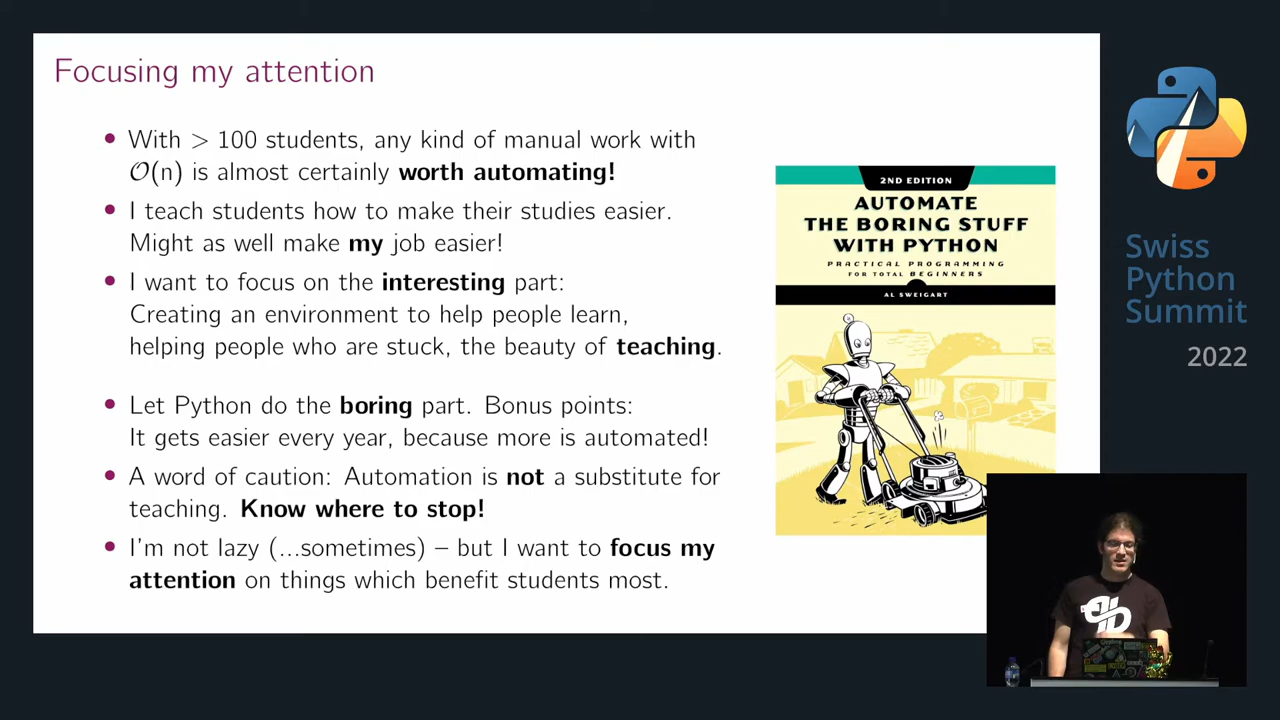 Focusing my attention
• With > 100 students, any kind of manual work with
O(n) is almost certainly worth automating!
• I teach students how to make their studies easier.
Might as well make my job easier!
• I want to focus on the interesting part:
Creating an environment to help people learn,
helping people who are stuck, the beauty of teaching.
• Let Python do the boring part. Bonus points:
It gets easier every year, because more is automated!
• A word of caution: Automation is not a substitute for
teaching. Know where to stop!
• I'm not lazy (...sometimes) – but I want to focus my
attention on things which benefit students most.
2ND EDITION
AUTOMATE
THE BORING STUFF
WITH PYTHON
PRACTICAL PROGRAMMING
FOR TOTAL BEGINNERS
AL SWEIGART
Swiss
Python
Summit
2022